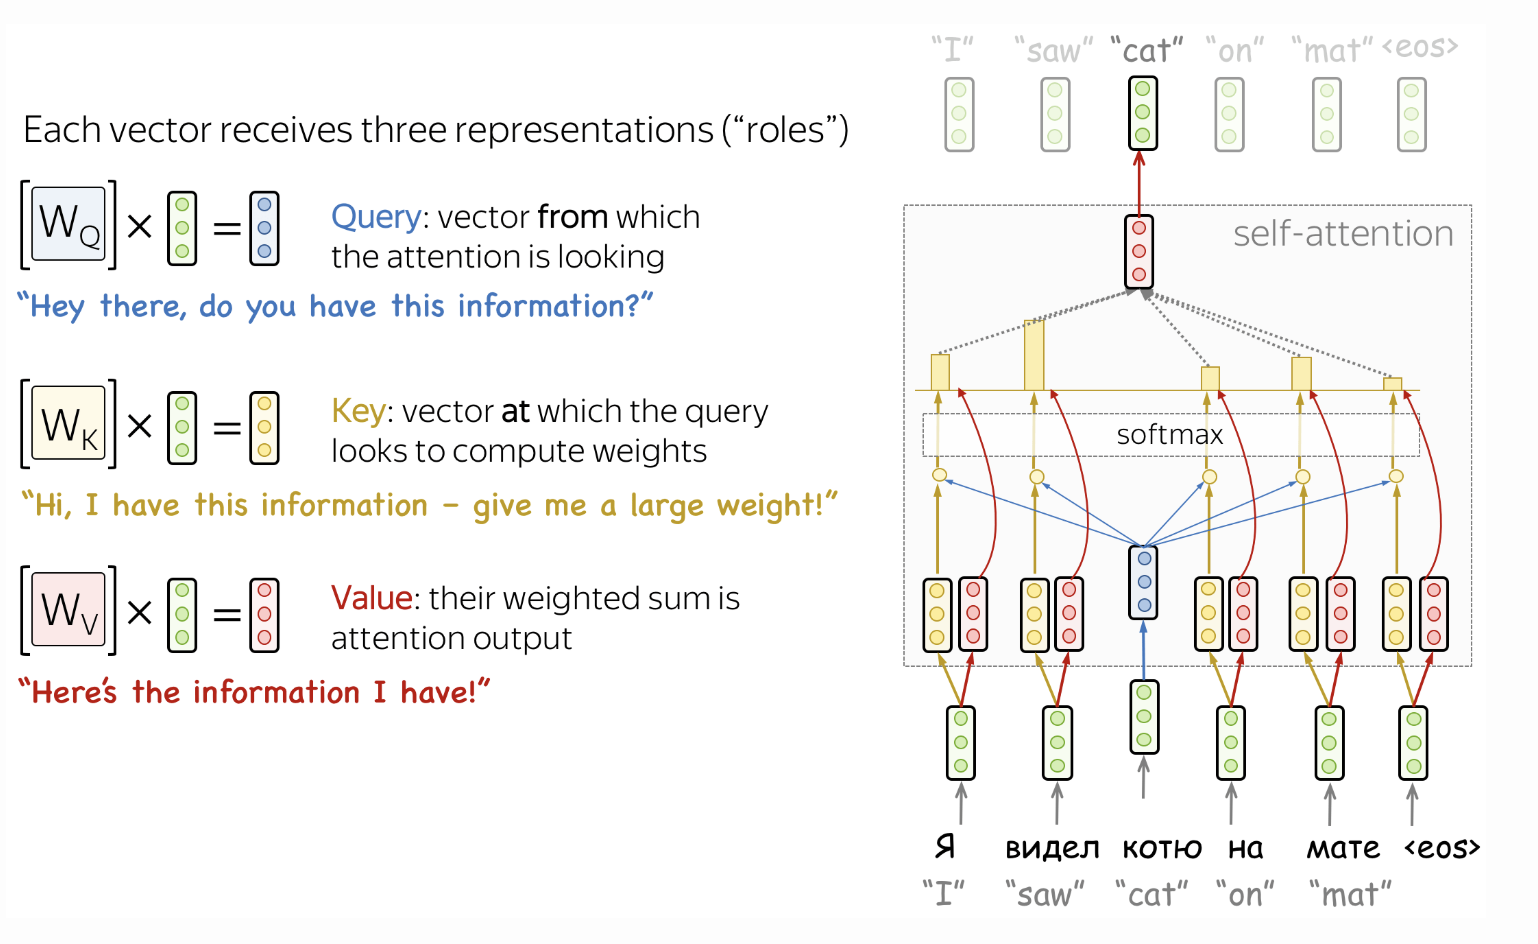 Each vector receives three representations (“roles”)
[W_Q] × =
Query: vector from which
the attention is looking
“Hey there, do you have this information?”
[W_K] × =
Key: vector at which the query
looks to compute weights
“Hi, I have this information – give me a large weight!”
[W_V] × =
Value: their weighted sum is
attention output
“Here’s the information I have!”
“I” “saw” “cat” “on” “mat” <eos>
self-attention
softmax
Я видел котю на мате <eos>
“I” “saw” “cat” “on” “mat”